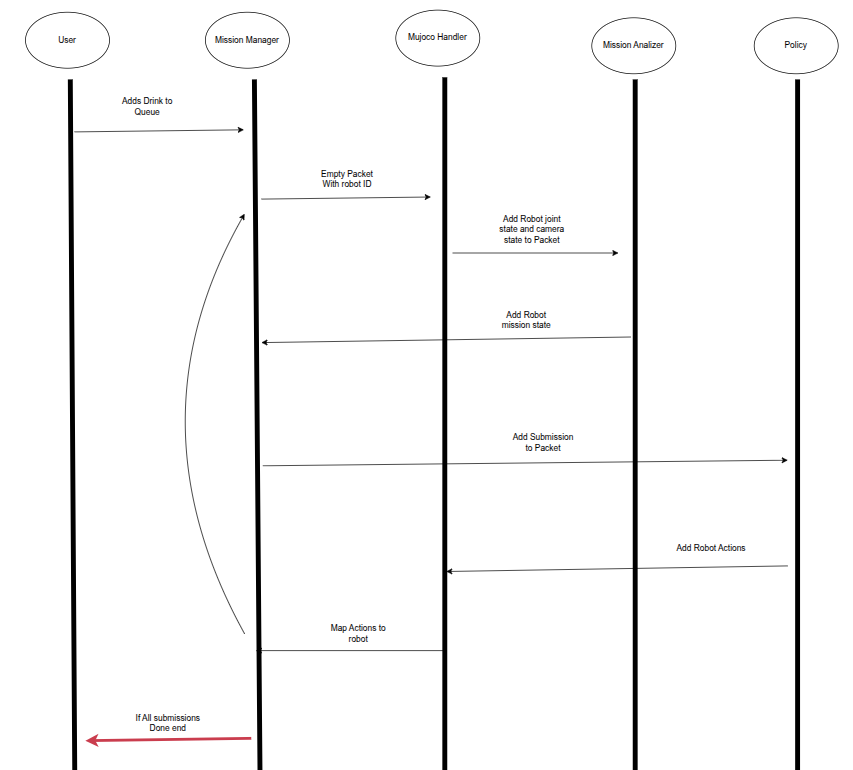 User
Mission Manager
Mujoco Handler
Mission Analizer
Policy
Adds Drink to
Queue
Empty Packet
With robot ID
Add Robot joint
state and camera
state to Packet
Add Robot
mission state
Add Submission
to Packet
Add Robot Actions
Map Actions to
robot
If All submissions
Done end